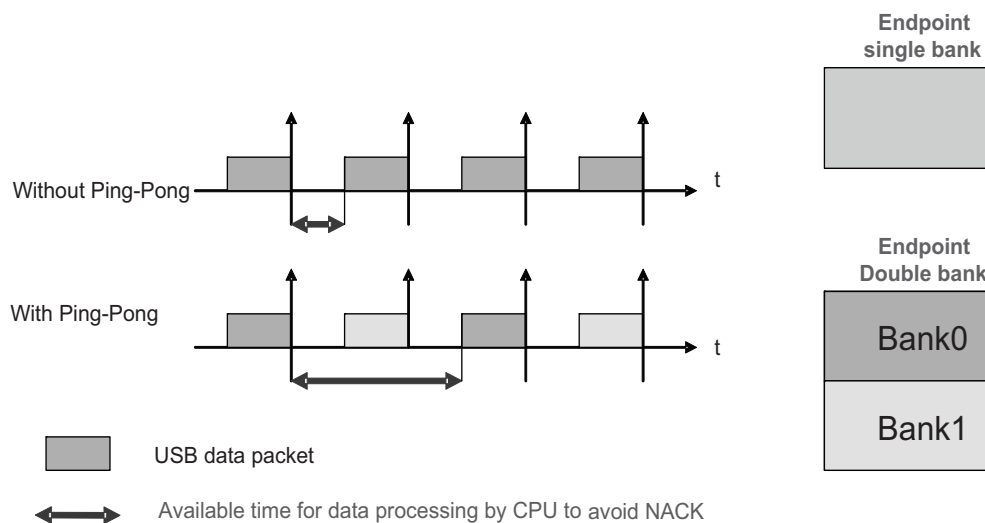 Endpoint
single bank
Without Ping-Pong
t
Endpoint
Double bank
With Ping-Pong
t
Bank0
Bank1
USB data packet
Available time for data processing by CPU to avoid NACK